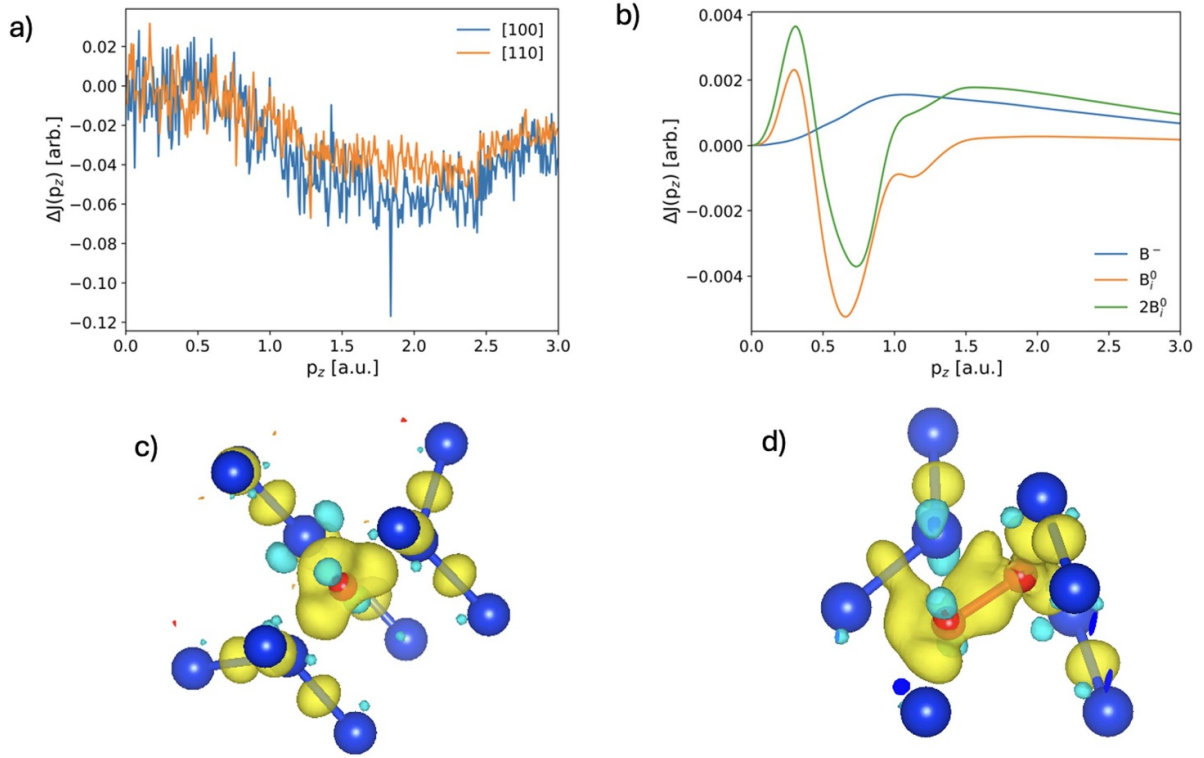 a)
[100]
[110]
ΔJ(p_z) [arb.]
0.02
0.00
−0.02
−0.04
−0.06
−0.08
−0.10
−0.12
0.0 0.5 1.0 1.5 2.0 2.5 3.0
p_z [a.u.]
b)
ΔJ(p_z) [arb.]
0.004
0.002
0.000
−0.002
−0.004
B⁻
B_i^0
2B_i^0
0.0 0.5 1.0 1.5 2.0 2.5 3.0
p_z [a.u.]
c)
d)